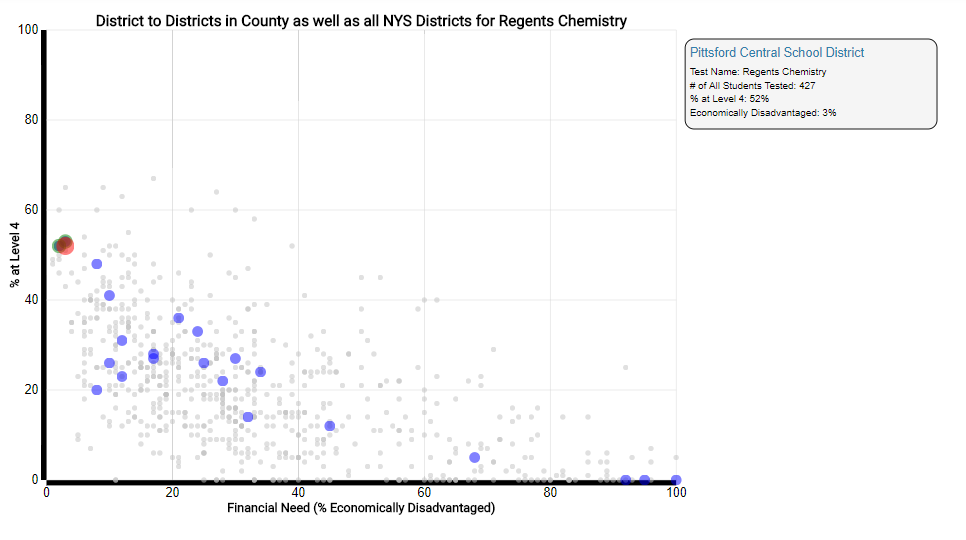 District to Districts in County as well as all NYS Districts for Regents Chemistry
100
80
60
40
20
0
% at Level 4
0 20 40 60 80 100
Financial Need (% Economically Disadvantaged)
Pittsford Central School District
Test Name: Regents Chemistry
# of All Students Tested: 427
% at Level 4: 52%
Economically Disadvantaged: 3%